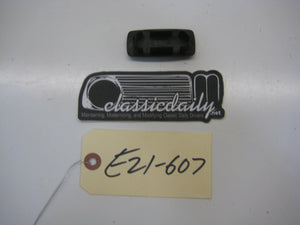 classicdaily.net
Maintaining, Modernizing, and Modifying Classic Daily Drivers
E21-607